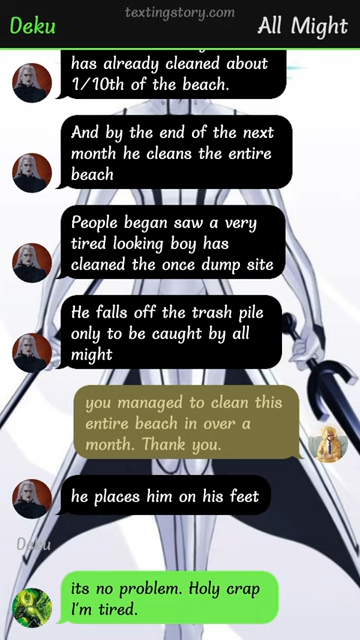 textingstory.com
Deku
All Might
has already cleaned about
1/10th of the beach.
And by the end of the next
month he cleans the entire
beach
People began saw a very
tired looking boy has
cleaned the once dump site
He falls off the trash pile
only to be caught by all
might
you managed to clean this
entire beach in over a
month. Thank you.
he places him on his feet
Deku
its no problem. Holy crap
I'm tired.